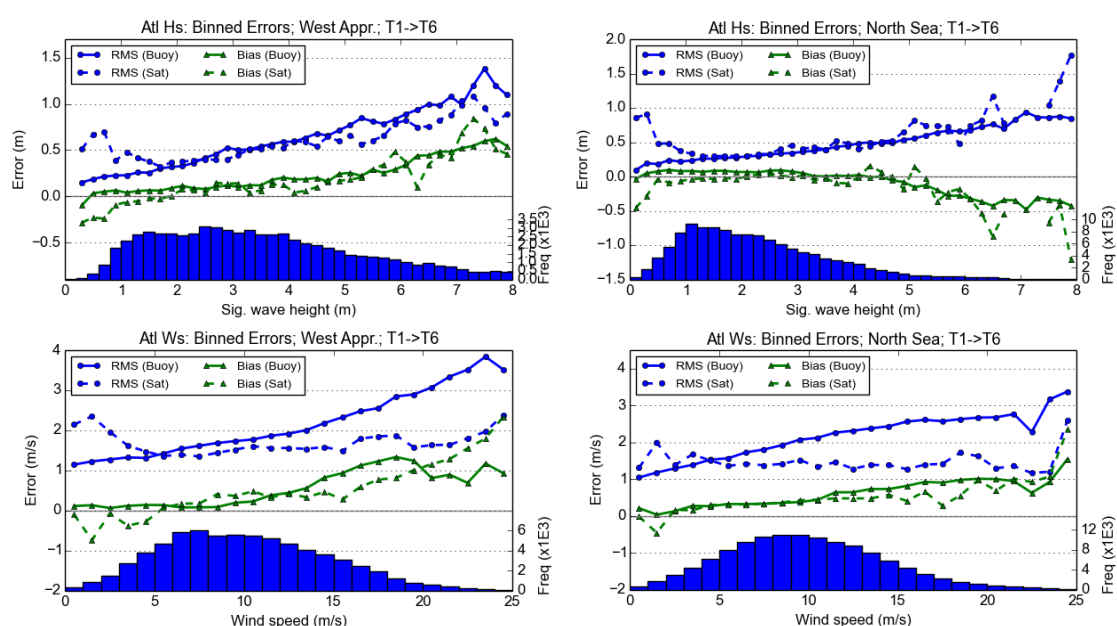 Atl Hs: Binned Errors; West Appr.; T1->T6
RMS (Buoy)
RMS (Sat)
Bias (Buoy)
Bias (Sat)
1.5
1.0
0.5
0.0
−0.5
Error (m)
3.5
3.0
2.5
2.0
1.5
1.0
0.5
0.0
Freq (x1E3)
0 1 2 3 4 5 6 7 8
Sig. wave height (m)
Atl Hs: Binned Errors; North Sea; T1->T6
RMS (Buoy)
RMS (Sat)
Bias (Buoy)
Bias (Sat)
2.0
1.5
1.0
0.5
0.0
−0.5
−1.0
−1.5
Error (m)
10
8
6
4
2
0
Freq (x1E3)
0 1 2 3 4 5 6 7 8
Sig. wave height (m)
Atl Ws: Binned Errors; West Appr.; T1->T6
RMS (Buoy)
RMS (Sat)
Bias (Buoy)
Bias (Sat)
4
3
2
1
0
−1
−2
Error (m/s)
6
4
2
0
Freq (x1E3)
0 5 10 15 20 25
Wind speed (m/s)
Atl Ws: Binned Errors; North Sea; T1->T6
RMS (Buoy)
RMS (Sat)
Bias (Buoy)
Bias (Sat)
4
3
2
1
0
−1
−2
Error (m/s)
12
8
4
0
Freq (x1E3)
0 5 10 15 20 25
Wind speed (m/s)